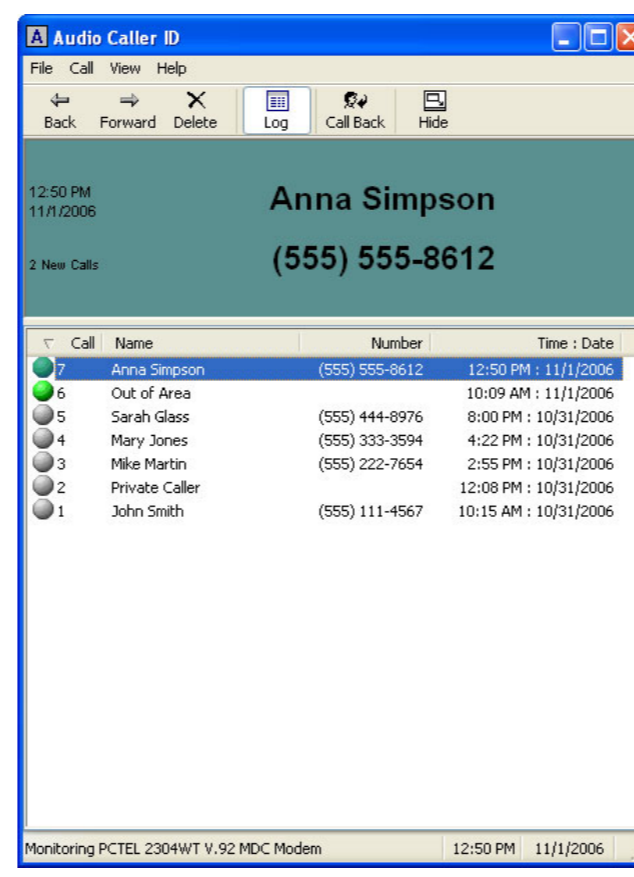 Audio Caller ID
File Call View Help
Back Forward Delete Log Call Back Hide
12:50 PM
11/1/2006
2 New Calls
Anna Simpson
(555) 555-8612
Call Name Number Time : Date
7 Anna Simpson (555) 555-8612 12:50 PM : 11/1/2006
6 Out of Area 10:09 AM : 11/1/2006
5 Sarah Glass (555) 444-8976 8:00 PM : 10/31/2006
4 Mary Jones (555) 333-3594 4:22 PM : 10/31/2006
3 Mike Martin (555) 222-7654 2:55 PM : 10/31/2006
2 Private Caller 12:08 PM : 10/31/2006
1 John Smith (555) 111-4567 10:15 AM : 10/31/2006
Monitoring PCTEL 2304WT V.92 MDC Modem 12:50 PM 11/1/2006